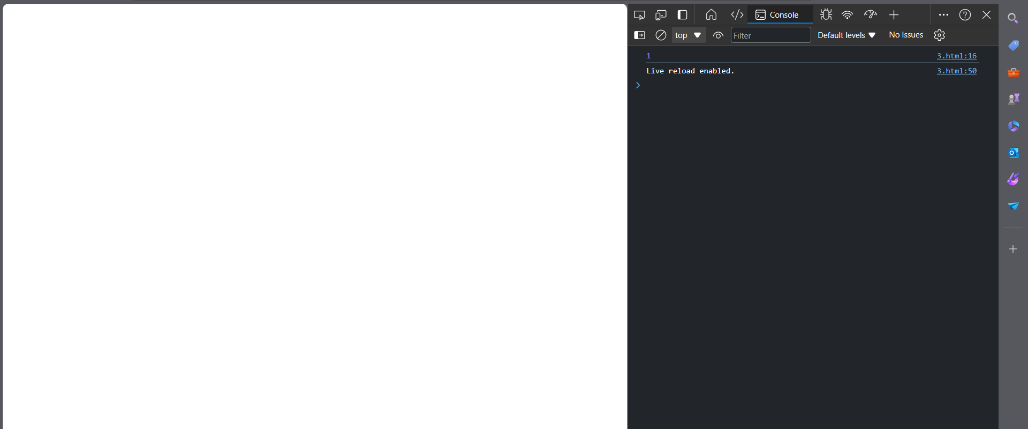 Console
top
Filter
Default levels
No Issues
1
3.html:16
Live reload enabled.
3.html:50